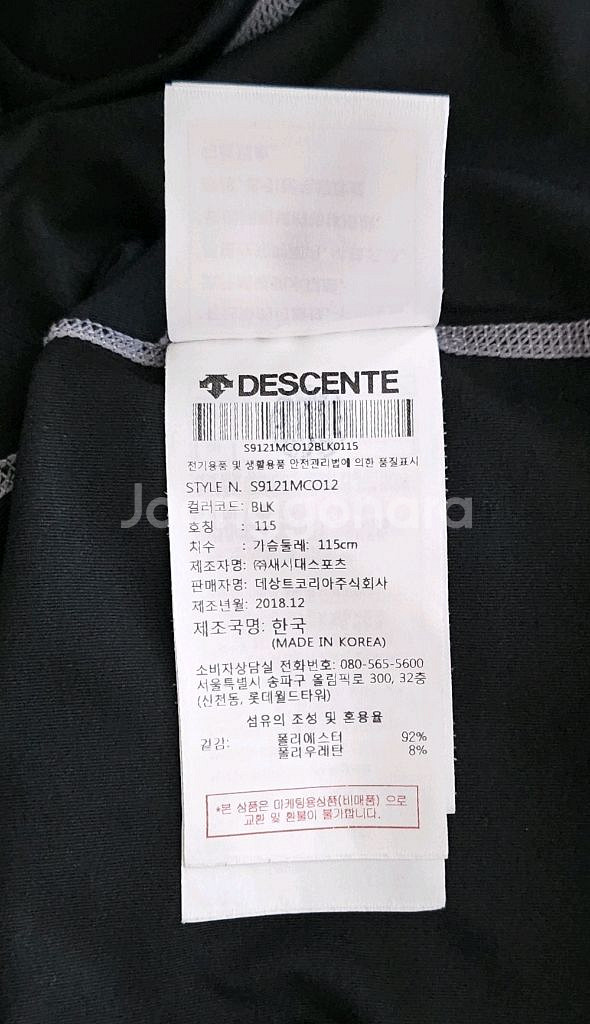 DESCENTE
S9121MCO12BLK0115
전기용품 및 생활용품 안전관리법에 의한 품질표시
STYLE N. S9121MCO12
컬러코드: BLK
호칭 : 115
치수 : 가슴둘레: 115cm
제조자명: ㈜새시대스포츠
판매자명: 데상트코리아주식회사
제조년월: 2018.12
제조국명: 한국
(MADE IN KOREA)
소비자상담실 전화번호: 080-565-5600
서울특별시 송파구 올림픽로 300, 32층
(신천동, 롯데월드타워)
섬유의 조성 및 혼용율
겉감: 폴리에스터 92%
폴리우레탄 8%
*본 상품은 마케팅용상품(비매품) 으로
교환 및 환불이 불가합니다.